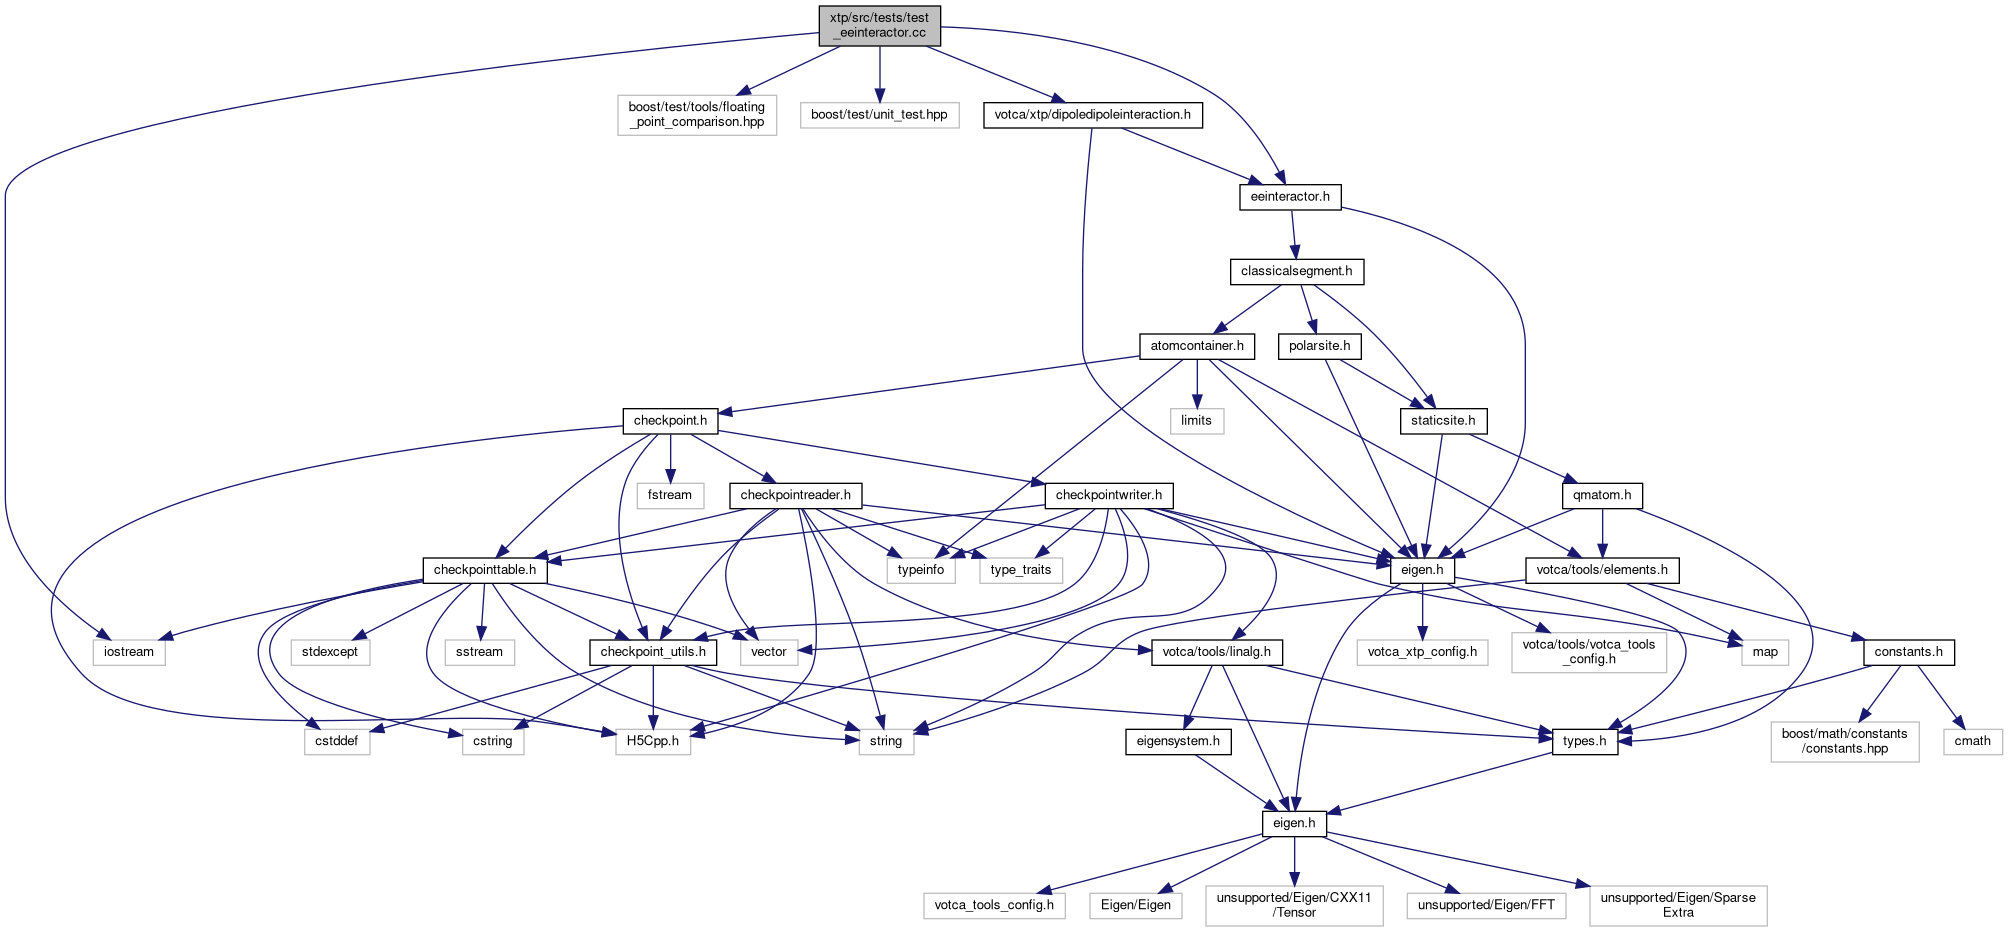 xtp/src/tests/test
_eeinteractor.cc
boost/test/tools/floating
_point_comparison.hpp
boost/test/unit_test.hpp
votca/xtp/dipoledipoleinteraction.h
eeinteractor.h
classicalsegment.h
atomcontainer.h
polarsite.h
checkpoint.h
limits
staticsite.h
fstream
checkpointreader.h
checkpointwriter.h
qmatom.h
checkpointtable.h
typeinfo
type_traits
eigen.h
votca/tools/elements.h
iostream
stdexcept
sstream
checkpoint_utils.h
vector
votca/tools/linalg.h
votca_xtp_config.h
votca/tools/votca_tools
_config.h
map
constants.h
cstddef
cstring
H5Cpp.h
string
eigensystem.h
types.h
boost/math/constants
/constants.hpp
cmath
eigen.h
votca_tools_config.h
Eigen/Eigen
unsupported/Eigen/CXX11
/Tensor
unsupported/Eigen/FFT
unsupported/Eigen/Sparse
Extra